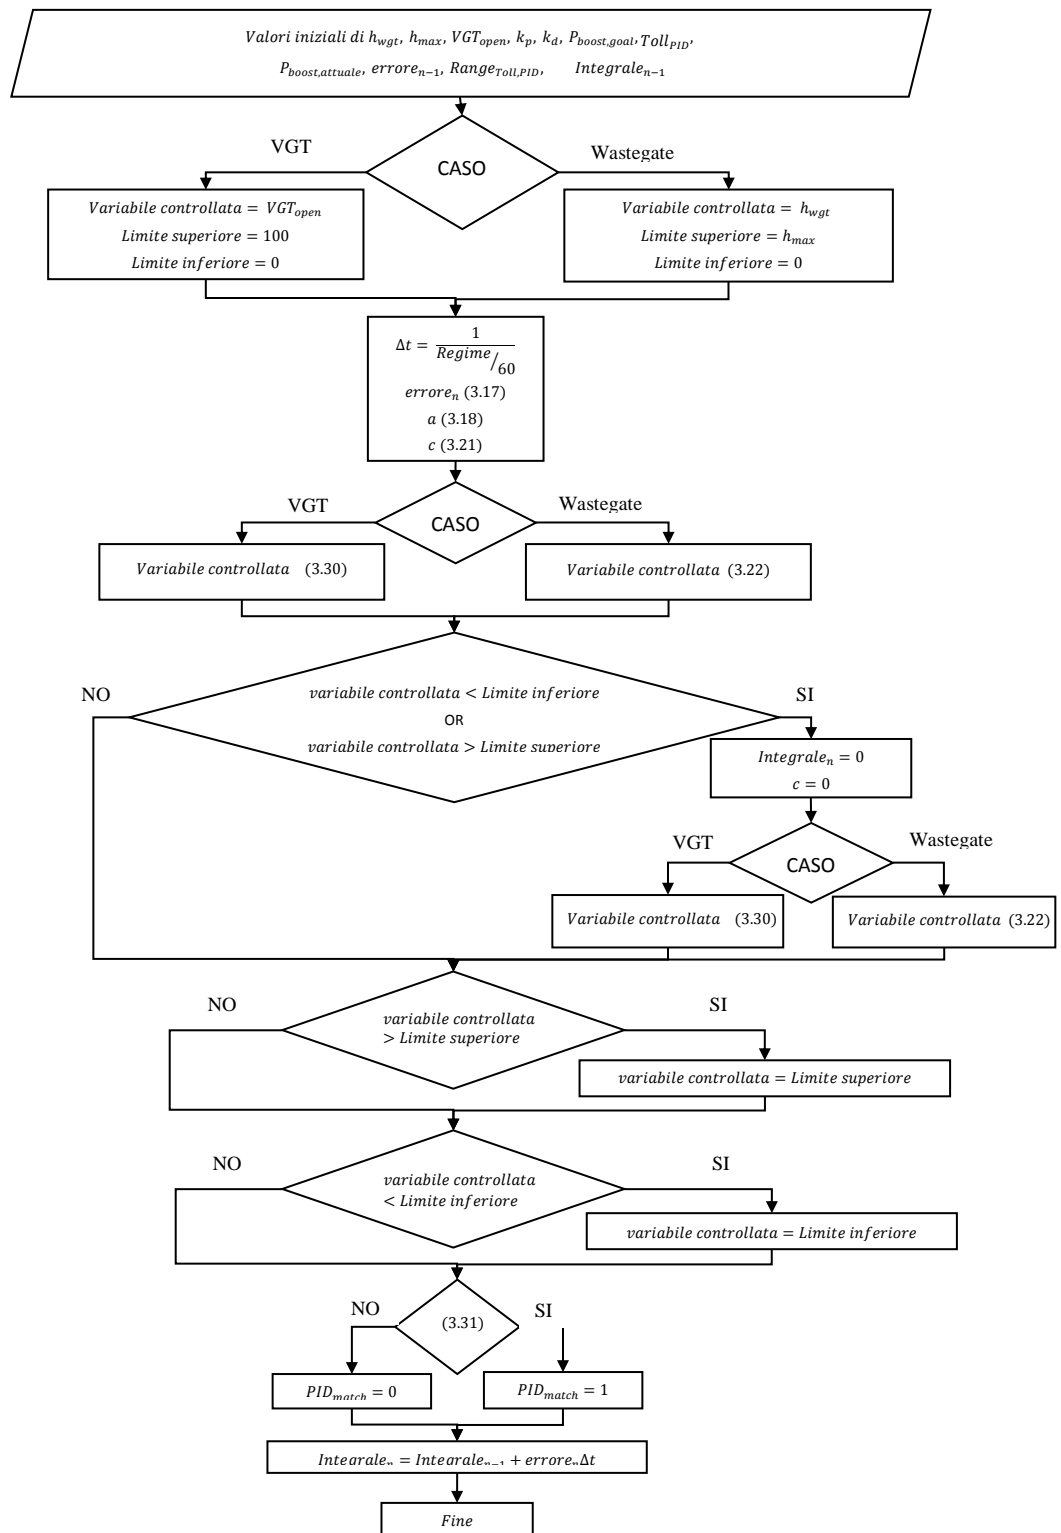 Valori iniziali di h_wgt, h_max, VGT_open, k_p, k_d, P_boost,goal, Toll_PID,
P_boost,attuale, errore_n−1, Range_Toll,PID, Integrale_n−1
VGT
CASO
Wastegate
Variabile controllata = VGT_open
Limite superiore = 100
Limite inferiore = 0
Variabile controllata = h_wgt
Limite superiore = h_max
Limite inferiore = 0
Δt = 1 / Regime/60
errore_n (3.17)
a (3.18)
c (3.21)
VGT
CASO
Wastegate
Variabile controllata (3.30)
Variabile controllata (3.22)
NO
variabile controllata < Limite inferiore
OR
variabile controllata > Limite superiore
SI
Integrale_n = 0
c = 0
VGT
CASO
Wastegate
Variabile controllata (3.30)
Variabile controllata (3.22)
NO
variabile controllata
> Limite superiore
SI
variabile controllata = Limite superiore
NO
variabile controllata
< Limite inferiore
SI
variabile controllata = Limite inferiore
NO
(3.31)
SI
PID_match = 0
PID_match = 1
Integrale_n = Integrale_n−1 + errore_n Δt
Fine